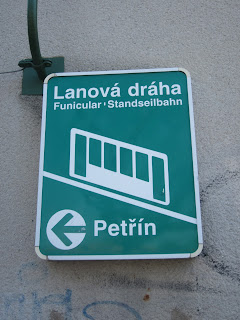 Lanová dráha
Funicular · Standseilbahn
Petřín